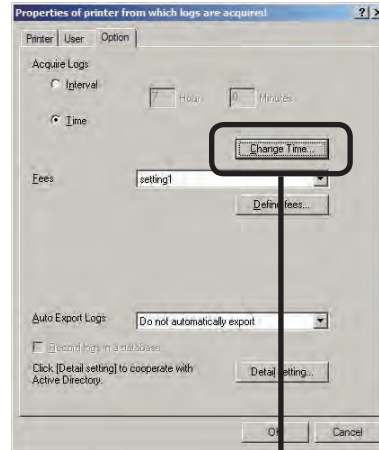 Properties of printer from which logs are acquired
Printer User Option
Acquire Logs
Interval
7 Hour 0 Minutes
Time
Change Time...
Fees setting1
Define fees...
Auto Export Logs: Do not automatically export
Record logs in a database
Click [Detail setting] to cooperate with
Active Directory.
Detail setting...
OK Cancel